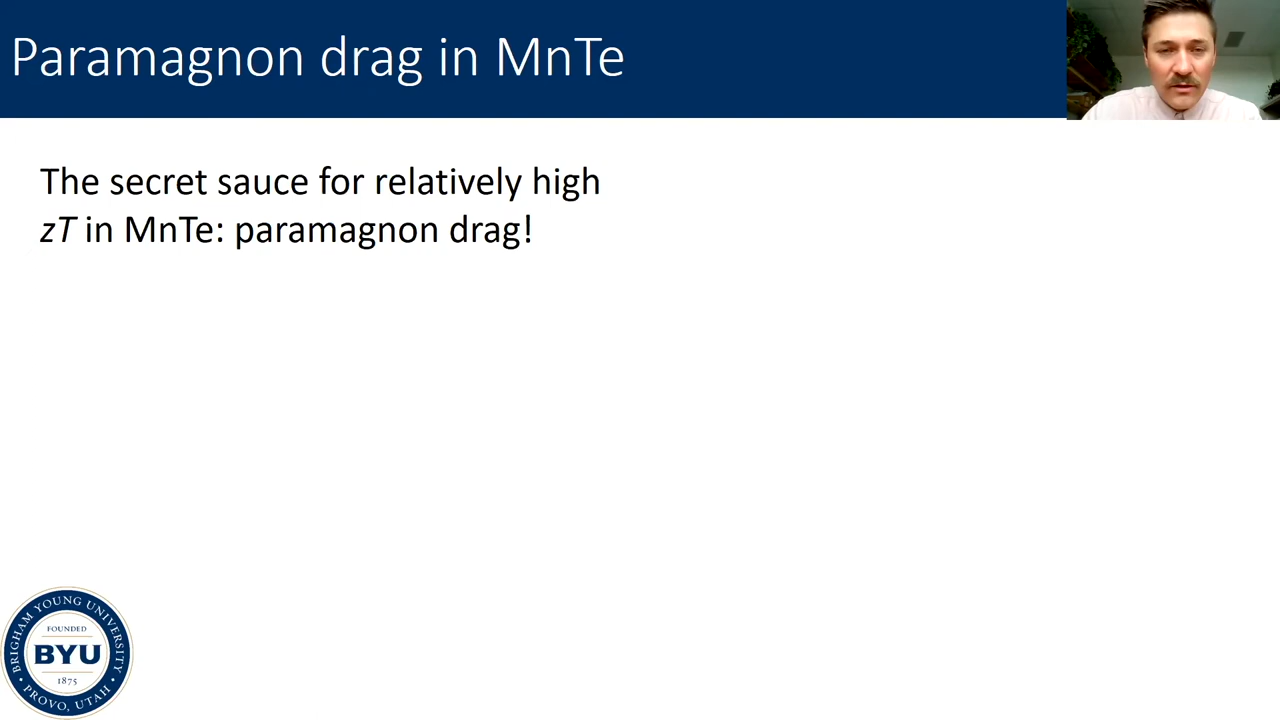 Paramagnon drag in MnTe
The secret sauce for relatively high
zT in MnTe: paramagnon drag!
BRIGHAM YOUNG UNIVERSITY
FOUNDED
BYU
1875
PROVO, UTAH